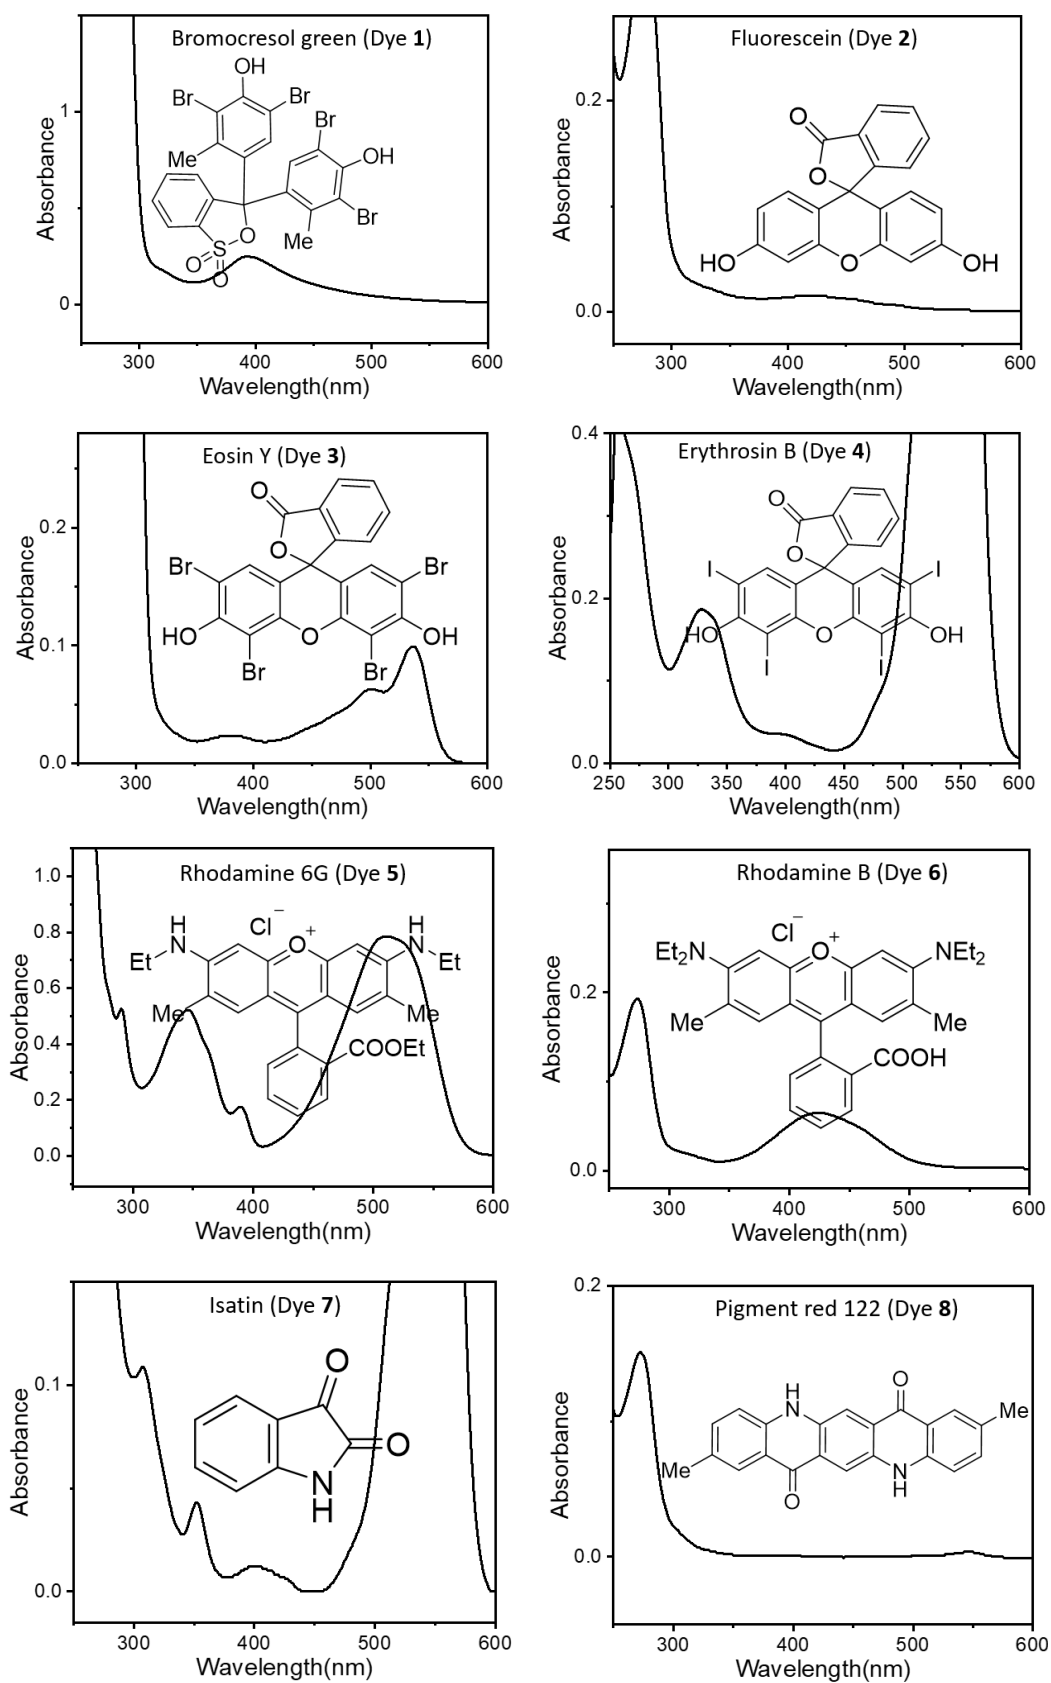 Bromocresol green (Dye 1)
OH
Br
Br
Br
Me
OH
Br
Me
O
S
O
O
1
0
Absorbance
300
400
500
600
Wavelength(nm)
Fluorescein (Dye 2)
O
O
HO
O
OH
0.2
0.0
Absorbance
300
400
500
600
Wavelength(nm)
Eosin Y (Dye 3)
O
O
Br
Br
HO
O
OH
Br
Br
0.2
0.1
0.0
Absorbance
300
400
500
600
Wavelength(nm)
Erythrosin B (Dye 4)
O
O
I
I
HO
O
OH
I
I
0.4
0.2
0.0
Absorbance
250
300
350
400
450
500
550
600
Wavelength(nm)
Rhodamine 6G (Dye 5)
Cl−
H
N
O+
H
N
Et
Et
Me
Me
COOEt
1.0
0.8
0.6
0.4
0.2
0.0
Absorbance
300
400
500
600
Wavelength(nm)
Rhodamine B (Dye 6)
Cl−
Et2N
O+
NEt2
Me
Me
COOH
0.2
0.0
Absorbance
300
400
500
600
Wavelength(nm)
Isatin (Dye 7)
O
O
N
H
0.1
0.0
Absorbance
300
400
500
600
Wavelength(nm)
Pigment red 122 (Dye 8)
H
N
O
Me
Me
O
N
H
0.2
0.0
Absorbance
300
400
500
600
Wavelength(nm)